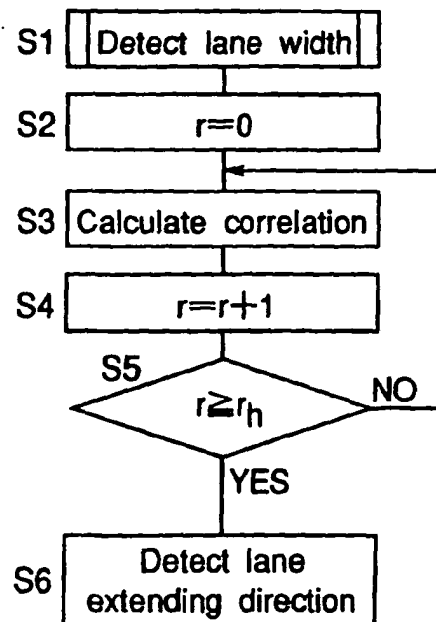 S1 Detect lane width
S2 r=0
S3 Calculate correlation
S4 r=r+1
S5
r≧rh NO
YES
S6 Detect lane
extending direction